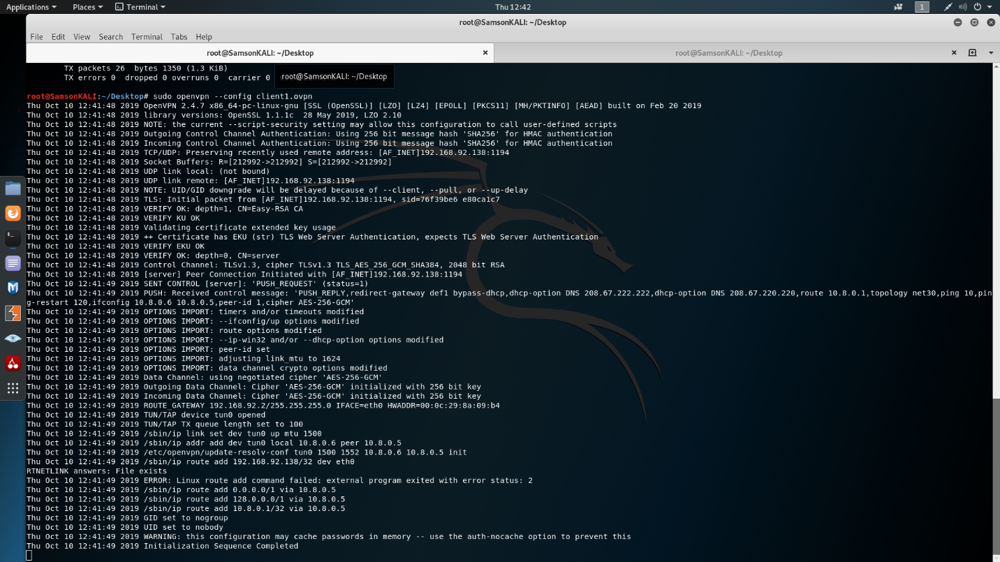 Applications Places Terminal Thu 12:42 1
root@SamsonKALI: ~/Desktop
File Edit View Search Terminal Tabs Help
root@SamsonKALI: ~/Desktop root@SamsonKALI: ~/Desktop
TX packets 26 bytes 1350 (1.3 KiB)
TX errors 0 dropped 0 overruns 0 carrier 0
root@SamsonKALI: ~/Desktop
root@SamsonKALI:~/Desktop# sudo openvpn --config client1.ovpn
Thu Oct 10 12:41:48 2019 OpenVPN 2.4.7 x86_64-pc-linux-gnu [SSL (OpenSSL)] [LZO] [LZ4] [EPOLL] [PKCS11] [MH/PKTINFO] [AEAD] built on Feb 20 2019
Thu Oct 10 12:41:48 2019 library versions: OpenSSL 1.1.1c  28 May 2019, LZO 2.10
Thu Oct 10 12:41:48 2019 NOTE: the current --script-security setting may allow this configuration to call user-defined scripts
Thu Oct 10 12:41:48 2019 Outgoing Control Channel Authentication: Using 256 bit message hash 'SHA256' for HMAC authentication
Thu Oct 10 12:41:48 2019 Incoming Control Channel Authentication: Using 256 bit message hash 'SHA256' for HMAC authentication
Thu Oct 10 12:41:48 2019 TCP/UDP: Preserving recently used remote address: [AF_INET]192.168.92.138:1194
Thu Oct 10 12:41:48 2019 Socket Buffers: R=[212992->212992] S=[212992->212992]
Thu Oct 10 12:41:48 2019 UDP link local: (not bound)
Thu Oct 10 12:41:48 2019 UDP link remote: [AF_INET]192.168.92.138:1194
Thu Oct 10 12:41:48 2019 NOTE: UID/GID downgrade will be delayed because of --client, --pull, or --up-delay
Thu Oct 10 12:41:48 2019 TLS: Initial packet from [AF_INET]192.168.92.138:1194, sid=76f39be6 e80ca1c7
Thu Oct 10 12:41:48 2019 VERIFY OK: depth=1, CN=Easy-RSA CA
Thu Oct 10 12:41:48 2019 VERIFY KU OK
Thu Oct 10 12:41:48 2019 Validating certificate extended key usage
Thu Oct 10 12:41:48 2019 ++ Certificate has EKU (str) TLS Web Server Authentication, expects TLS Web Server Authentication
Thu Oct 10 12:41:48 2019 VERIFY EKU OK
Thu Oct 10 12:41:48 2019 VERIFY OK: depth=0, CN=server
Thu Oct 10 12:41:48 2019 Control Channel: TLSv1.3, cipher TLSv1.3 TLS_AES_256_GCM_SHA384, 2048 bit RSA
Thu Oct 10 12:41:48 2019 [server] Peer Connection Initiated with [AF_INET]192.168.92.138:1194
Thu Oct 10 12:41:49 2019 SENT CONTROL [server]: 'PUSH_REQUEST' (status=1)
Thu Oct 10 12:41:49 2019 PUSH: Received control message: 'PUSH_REPLY,redirect-gateway def1 bypass-dhcp,dhcp-option DNS 208.67.222.222,dhcp-option DNS 208.67.220.220,route 10.8.0.1,topology net30,ping 10,pin
g-restart 120,ifconfig 10.8.0.6 10.8.0.5,peer-id 1,cipher AES-256-GCM'
Thu Oct 10 12:41:49 2019 OPTIONS IMPORT: timers and/or timeouts modified
Thu Oct 10 12:41:49 2019 OPTIONS IMPORT: --ifconfig/up options modified
Thu Oct 10 12:41:49 2019 OPTIONS IMPORT: route options modified
Thu Oct 10 12:41:49 2019 OPTIONS IMPORT: --ip-win32 and/or --dhcp-option options modified
Thu Oct 10 12:41:49 2019 OPTIONS IMPORT: peer-id set
Thu Oct 10 12:41:49 2019 OPTIONS IMPORT: adjusting link_mtu to 1624
Thu Oct 10 12:41:49 2019 OPTIONS IMPORT: data channel crypto options modified
Thu Oct 10 12:41:49 2019 Data Channel: using negotiated cipher 'AES-256-GCM'
Thu Oct 10 12:41:49 2019 Outgoing Data Channel: Cipher 'AES-256-GCM' initialized with 256 bit key
Thu Oct 10 12:41:49 2019 Incoming Data Channel: Cipher 'AES-256-GCM' initialized with 256 bit key
Thu Oct 10 12:41:49 2019 ROUTE_GATEWAY 192.168.92.2/255.255.255.0 IFACE=eth0 HWADDR=00:0c:29:8a:09:b4
Thu Oct 10 12:41:49 2019 TUN/TAP device tun0 opened
Thu Oct 10 12:41:49 2019 TUN/TAP TX queue length set to 100
Thu Oct 10 12:41:49 2019 /sbin/ip link set dev tun0 up mtu 1500
Thu Oct 10 12:41:49 2019 /sbin/ip addr add dev tun0 local 10.8.0.6 peer 10.8.0.5
Thu Oct 10 12:41:49 2019 /etc/openvpn/update-resolv-conf tun0 1500 1552 10.8.0.6 10.8.0.5 init
Thu Oct 10 12:41:49 2019 /sbin/ip route add 192.168.92.138/32 dev eth0
RTNETLINK answers: File exists
Thu Oct 10 12:41:49 2019 ERROR: Linux route add command failed: external program exited with error status: 2
Thu Oct 10 12:41:49 2019 /sbin/ip route add 0.0.0.0/1 via 10.8.0.5
Thu Oct 10 12:41:49 2019 /sbin/ip route add 128.0.0.0/1 via 10.8.0.5
Thu Oct 10 12:41:49 2019 /sbin/ip route add 10.8.0.1/32 via 10.8.0.5
Thu Oct 10 12:41:49 2019 GID set to nogroup
Thu Oct 10 12:41:49 2019 UID set to nobody
Thu Oct 10 12:41:49 2019 WARNING: this configuration may cache passwords in memory -- use the auth-nocache option to prevent this
Thu Oct 10 12:41:49 2019 Initialization Sequence Completed